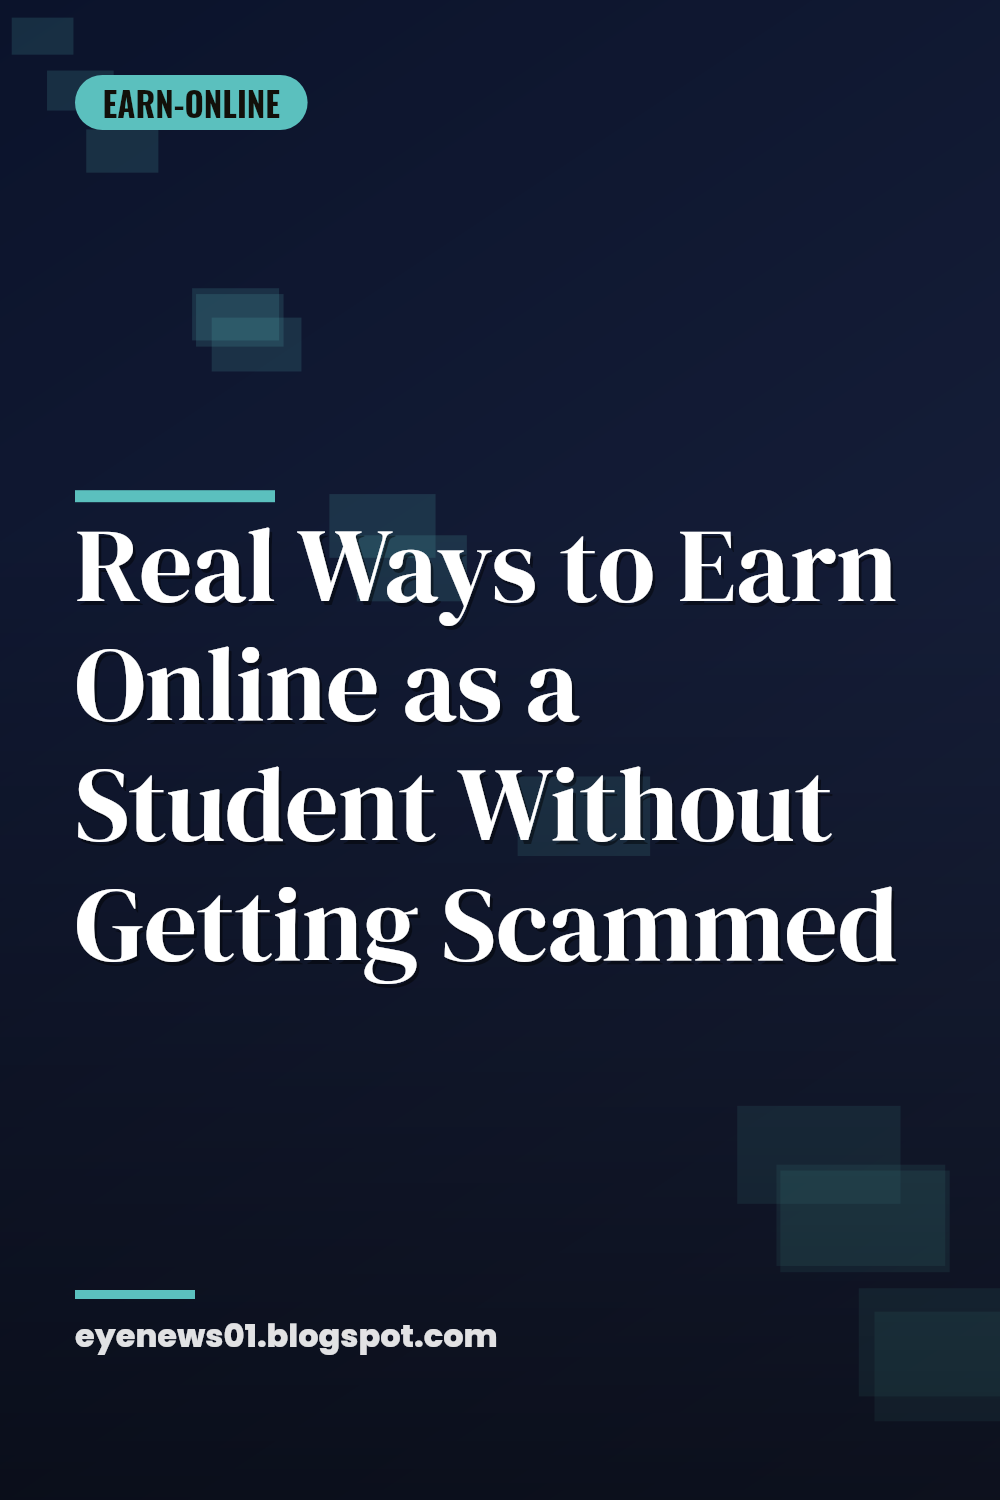 EARN-ONLINE
Real Ways to Earn
Online as a
Student Without
Getting Scammed
eyenews01.blogspot.com